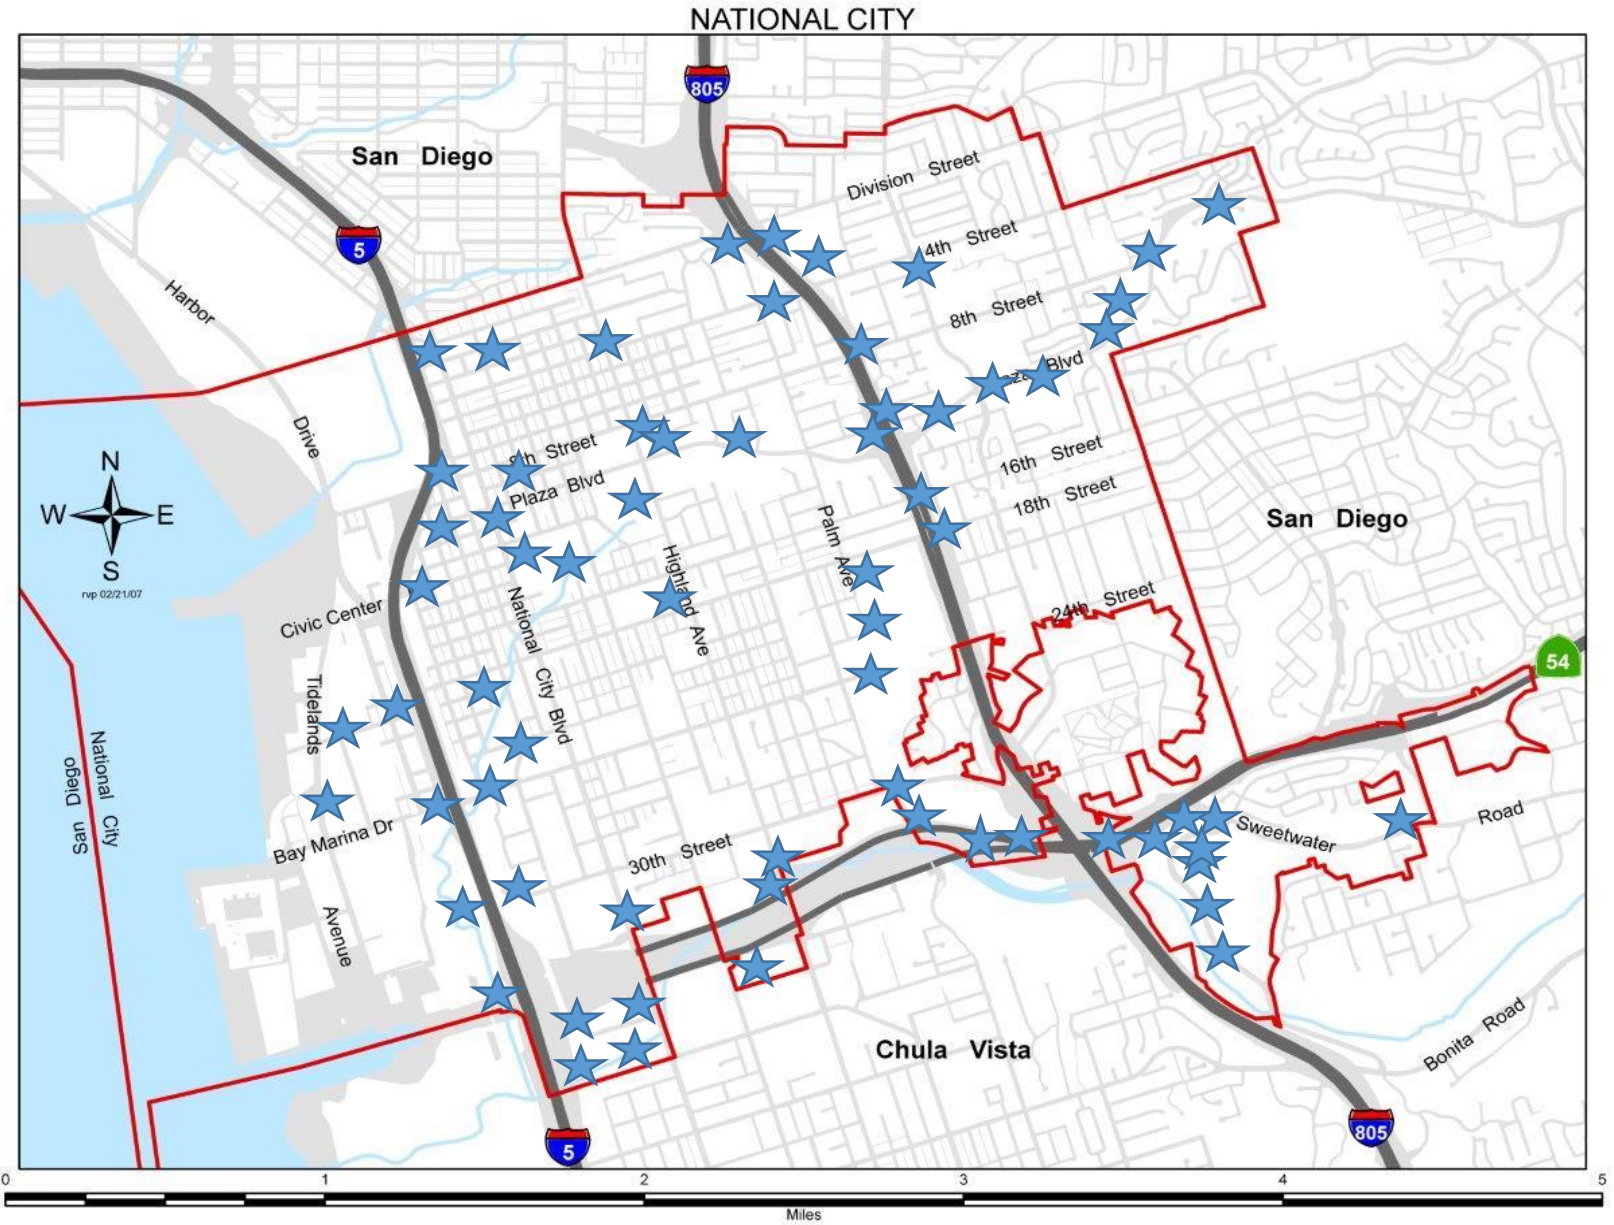 NATIONAL CITY
805
San Diego
Division Street
5
4th Street
Harbor
8th Street
Blvd
Drive
8th Street
16th Street
Plaza Blvd
18th Street
N
W E
S
rvp 02/21/07
San Diego
Palm Ave
Highland Ave
National City Blvd
Civic Center
24th Street
54
Tidelands
National City
San Diego
Bay Marina Dr
30th Street
Sweetwater
Road
Avenue
Chula Vista
Bonita Road
805
5
0 1 2 3 4 5
Miles